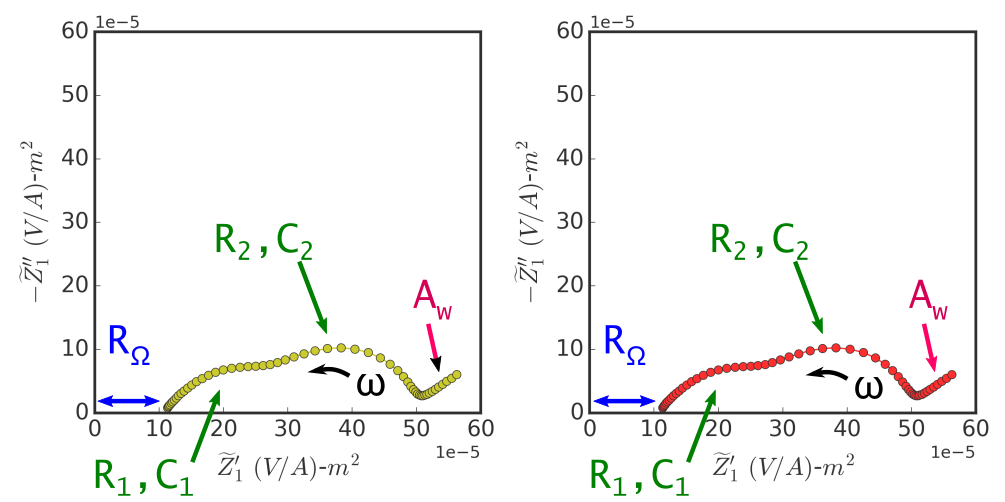 1e−5
60
50
40
30
20
10
0
−Z̃₁″ (V/A)-m²
R₂,C₂
A_w
R_Ω
ω
0 10 20 30 40 50 60
1e−5
R₁,C₁
Z̃₁′ (V/A)-m²
1e−5
60
50
40
30
20
10
0
−Z̃₁″ (V/A)-m²
R₂,C₂
A_w
R_Ω
ω
0 10 20 30 40 50 60
1e−5
R₁,C₁
Z̃₁′ (V/A)-m²